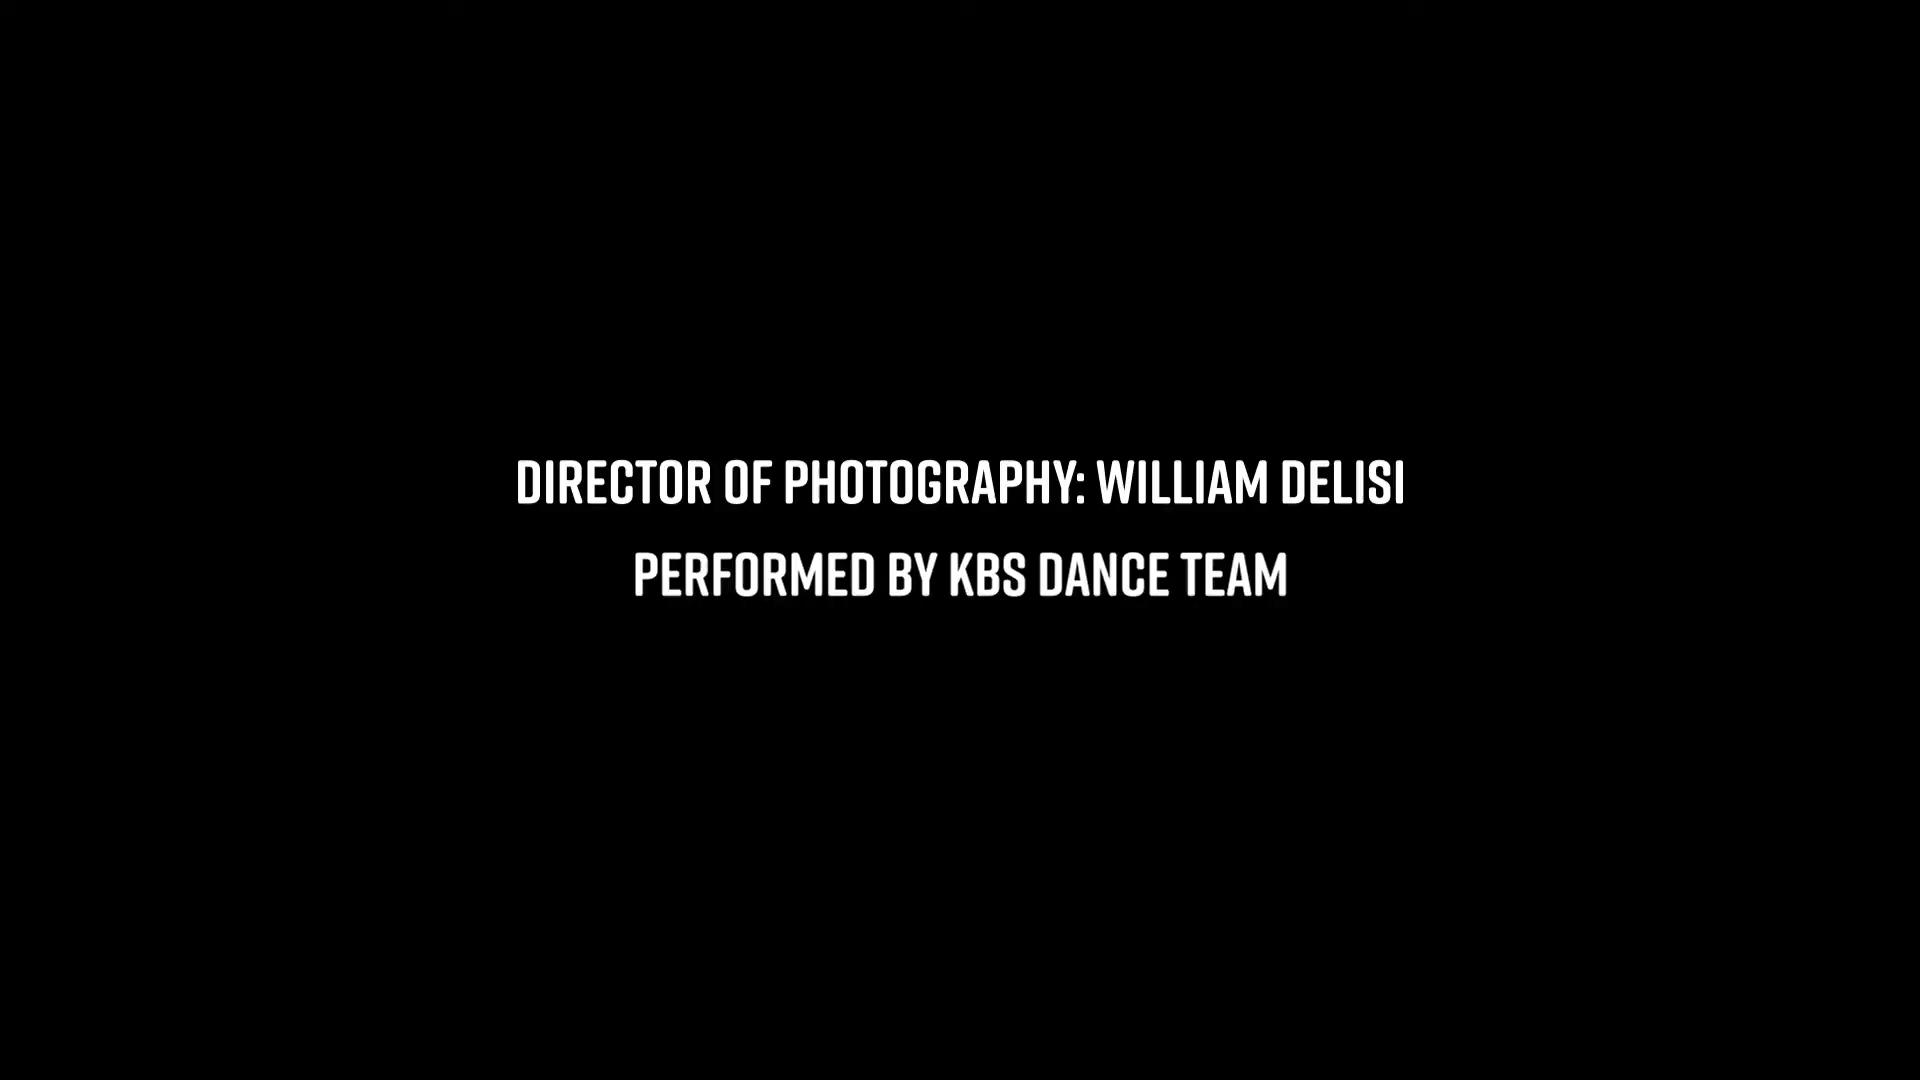 DIRECTOR OF PHOTOGRAPHY: WILLIAM DELISI
PERFORMED BY KBS DANCE TEAM